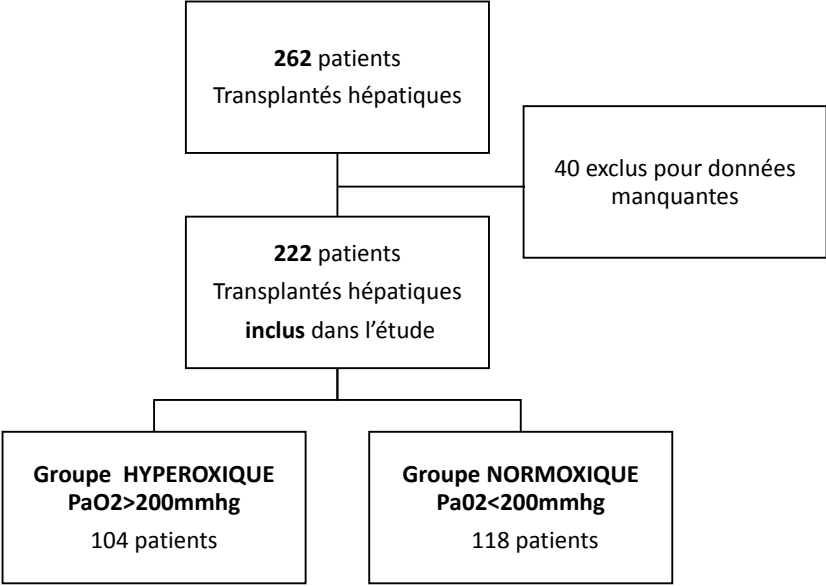 262 patients
Transplantés hépatiques
40 exclus pour données
manquantes
222 patients
Transplantés hépatiques
inclus dans l’étude
Groupe HYPEROXIQUE
PaO2>200mmhg
104 patients
Groupe NORMOXIQUE
Pa02<200mmhg
118 patients